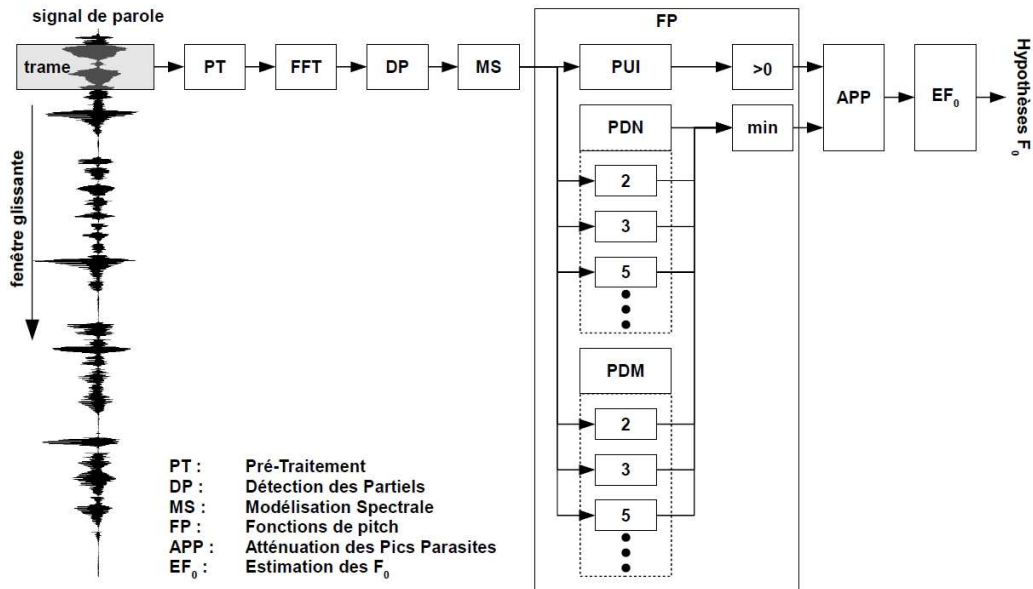 signal de parole
FP
trame
PT
FFT
DP
MS
PUI
>0
APP
EF₀
Hypothèses F₀
PDN
min
2
3
5
fenêtre glissante
PDM
2
3
5
PT : Pré-Traitement
DP : Détection des Partiels
MS : Modélisation Spectrale
FP : Fonctions de pitch
APP : Atténuation des Pics Parasites
EF₀ : Estimation des F₀